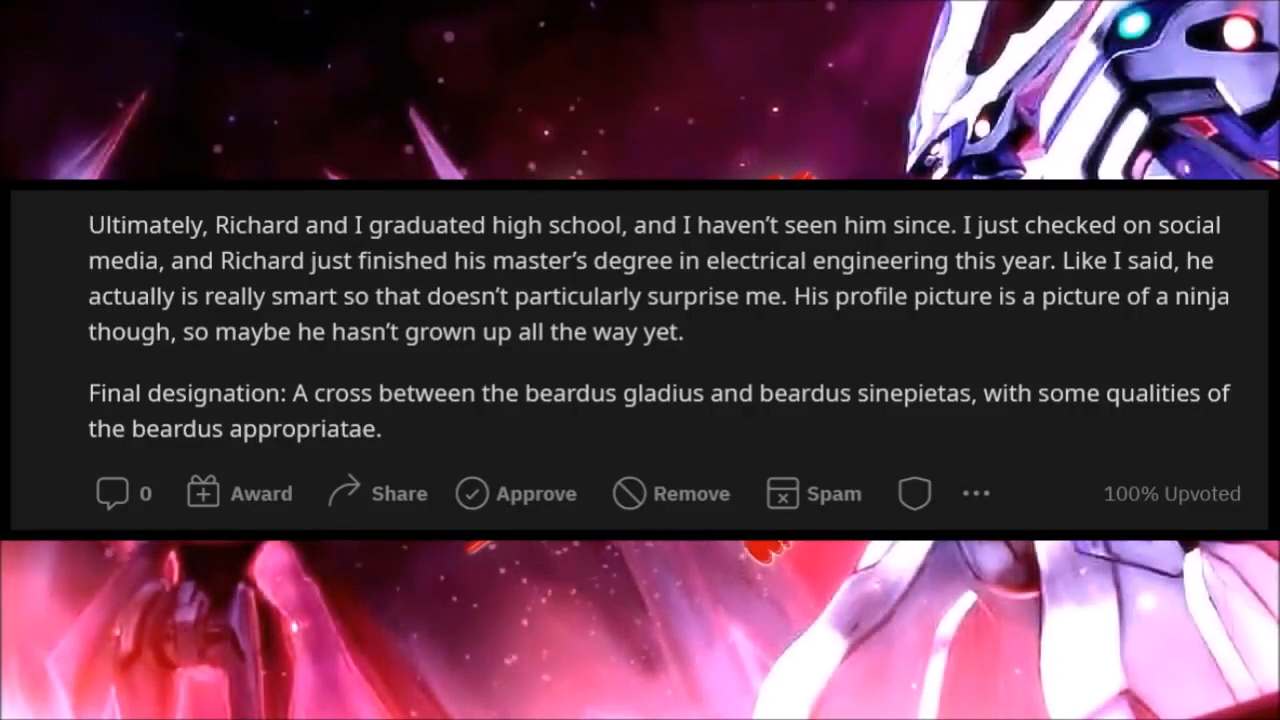 Ultimately, Richard and I graduated high school, and I haven’t seen him since. I just checked on social
media, and Richard just finished his master’s degree in electrical engineering this year. Like I said, he
actually is really smart so that doesn’t particularly surprise me. His profile picture is a picture of a ninja
though, so maybe he hasn’t grown up all the way yet.
Final designation: A cross between the beardus gladius and beardus sinepietas, with some qualities of
the beardus appropriatae.
0 Award Share Approve Remove Spam 100% Upvoted